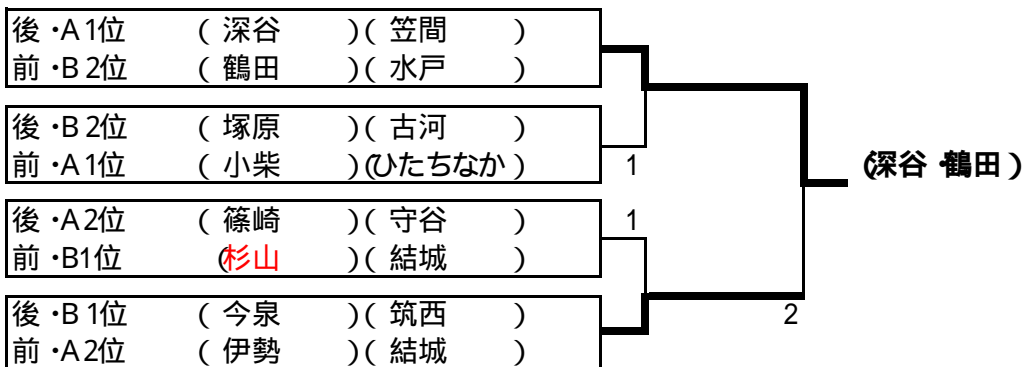 後・A1位 ( 深谷 )( 笠間 )
前・B2位 ( 鶴田 )( 水戸 )
後・B2位 ( 塚原 )( 古河 )
前・A1位 ( 小柴 )(ひたちなか )
1
(深谷・鶴田 )
後・A2位 ( 篠崎 )( 守谷 )
1
前・B1位 (杉山 )( 結城 )
後・B1位 ( 今泉 )( 筑西 )
2
前・A2位 ( 伊勢 )( 結城 )